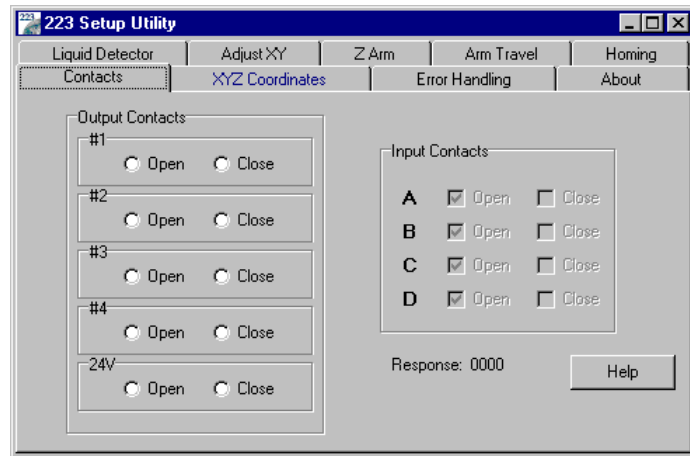 223 Setup Utility
Liquid Detector Adjust XY Z Arm Arm Travel Homing
Contacts XYZ Coordinates Error Handling About
Output Contacts
#1
Open Close
#2
Open Close
#3
Open Close
#4
Open Close
24V
Open Close
Input Contacts
A Open Close
B Open Close
C Open Close
D Open Close
Response: 0000
Help